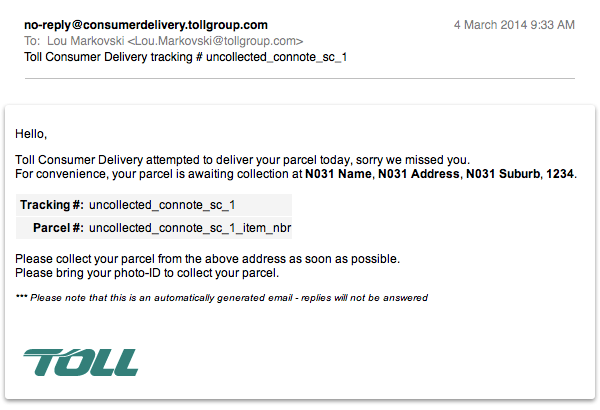 no-reply@consumerdelivery.tollgroup.com 4 March 2014 9:33 AM
To: Lou Markovski <Lou.Markovski@tollgroup.com>
Toll Consumer Delivery tracking # uncollected_connote_sc_1
Hello,
Toll Consumer Delivery attempted to deliver your parcel today, sorry we missed you.
For convenience, your parcel is awaiting collection at N031 Name, N031 Address, N031 Suburb, 1234.
Tracking #: uncollected_connote_sc_1
Parcel #: uncollected_connote_sc_1_item_nbr
Please collect your parcel from the above address as soon as possible.
Please bring your photo-ID to collect your parcel.
*** Please note that this is an automatically generated email - replies will not be answered
TOLL